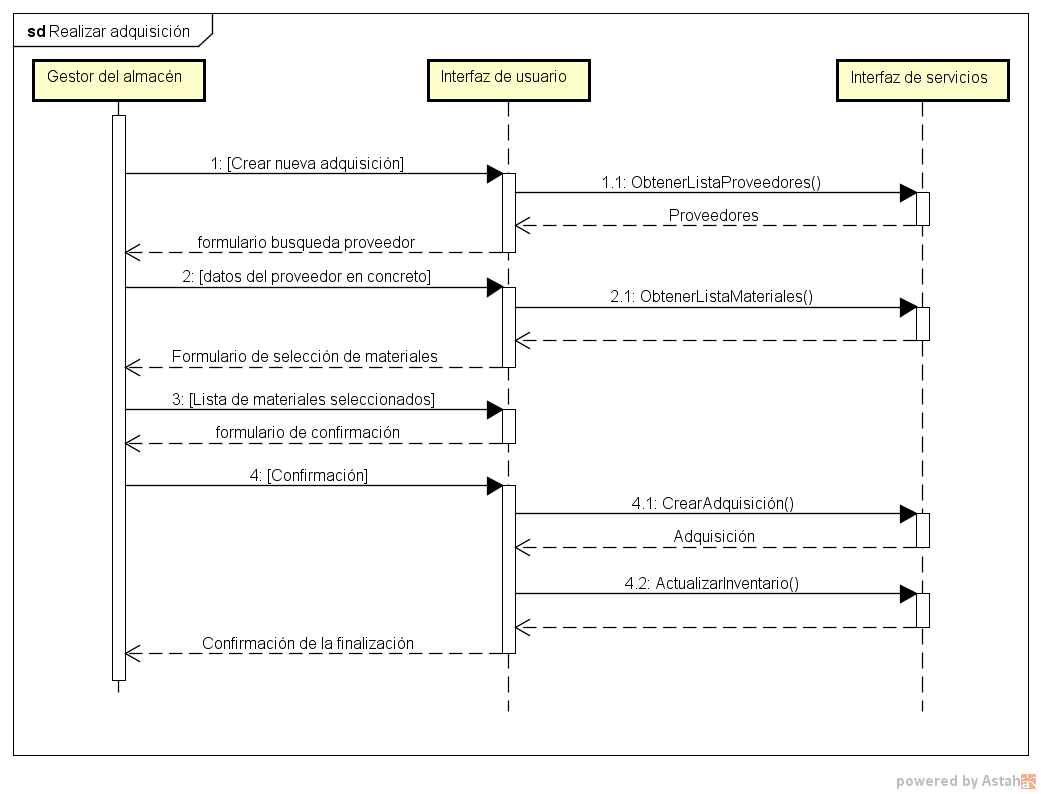 sd Realizar adquisición
Gestor del almacén
Interfaz de usuario
Interfaz de servicios
1: [Crear nueva adquisición]
1.1: ObtenerListaProveedores()
Proveedores
formulario busqueda proveedor
2: [datos del proveedor en concreto]
2.1: ObtenerListaMateriales()
Formulario de selección de materiales
3: [Lista de materiales seleccionados]
formulario de confirmación
4: [Confirmación]
4.1: CrearAdquisición()
Adquisición
4.2: ActualizarInventario()
Confirmación de la finalización
powered by Astah